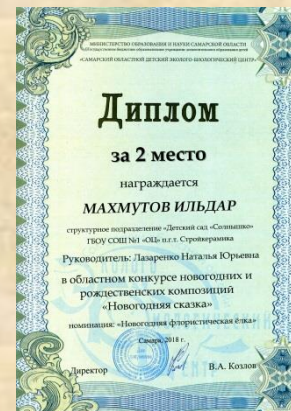 МИНИСТЕРСТВО ОБРАЗОВАНИЯ И НАУКИ САМАРСКОЙ ОБЛАСТИ
«САМАРСКИЙ ОБЛАСТНОЙ ДЕТСКИЙ ЭКОЛОГО-БИОЛОГИЧЕСКИЙ ЦЕНТР»
Диплом
за 2 место
награждается
МАХМУТОВ ИЛЬДАР
структурное подразделение «Детский сад «Солнышко»
ГБОУ СОШ №1 «ОЦ» п.г.т. Стройкерамика
Руководитель: Лазаренко Наталья Юрьевна
в областном конкурсе новогодних и
рождественских композиций
«Новогодняя сказка»
номинация: «Новогодняя флористическая ёлка»
Самара, 2018 г.
Директор В.А. Козлов